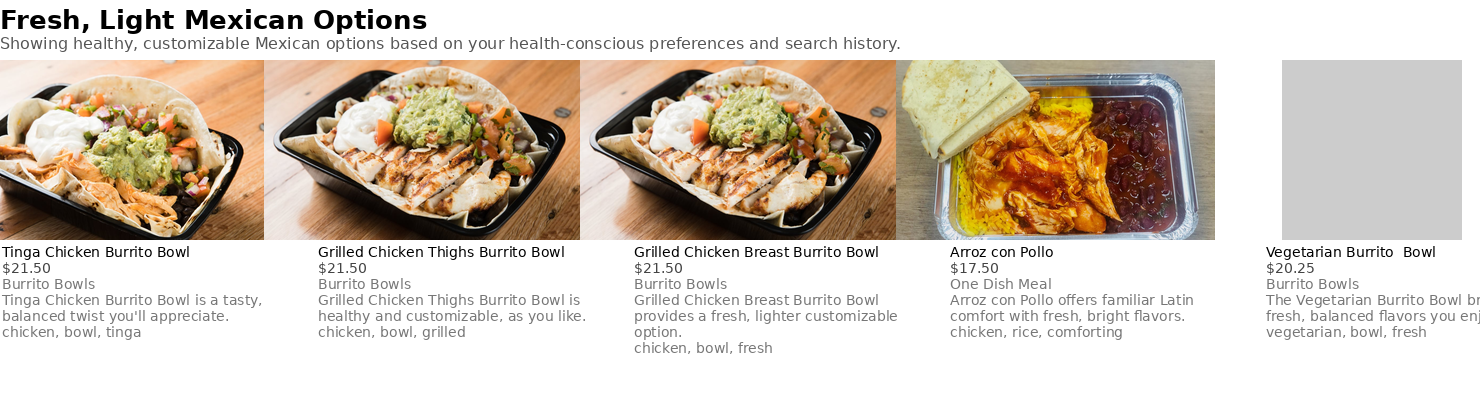 Fresh, Light Mexican Options
Showing healthy, customizable Mexican options based on your health-conscious preferences and search history.
Tinga Chicken Burrito Bowl
$21.50
Burrito Bowls
Tinga Chicken Burrito Bowl is a tasty,
balanced twist you'll appreciate.
chicken, bowl, tinga
Grilled Chicken Thighs Burrito Bowl
$21.50
Burrito Bowls
Grilled Chicken Thighs Burrito Bowl is
healthy and customizable, as you like.
chicken, bowl, grilled
Grilled Chicken Breast Burrito Bowl
$21.50
Burrito Bowls
Grilled Chicken Breast Burrito Bowl
provides a fresh, lighter customizable
option.
chicken, bowl, fresh
Arroz con Pollo
$17.50
One Dish Meal
Arroz con Pollo offers familiar Latin
comfort with fresh, bright flavors.
chicken, rice, comforting
Vegetarian Burrito  Bowl
$20.25
Burrito Bowls
The Vegetarian Burrito Bowl
fresh, balanced flavors you
vegetarian, bowl, fresh